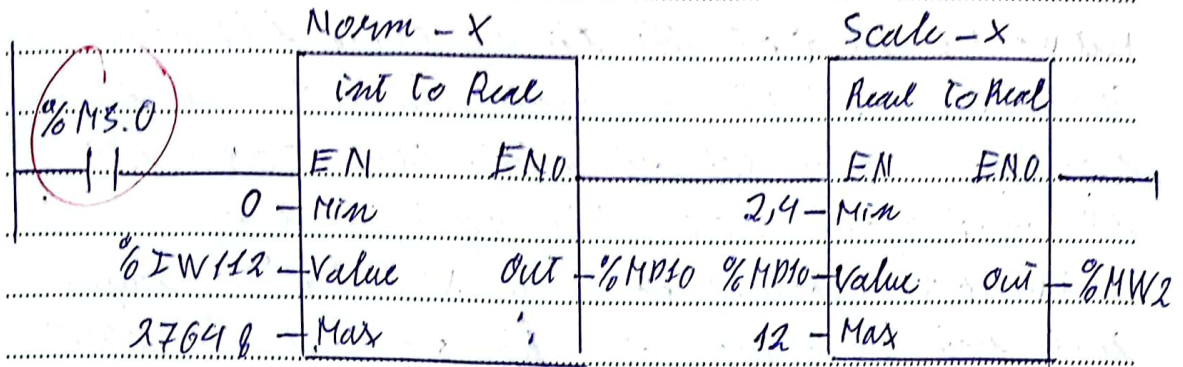 Norm - X Scale - X
int to Real Real to Real
%M3.0
EN ENO EN ENO
0 Min 2,4 Min
%IW112 Value Out %MD10 %MD10 Value Out %MW2
27648 Max 12 Max